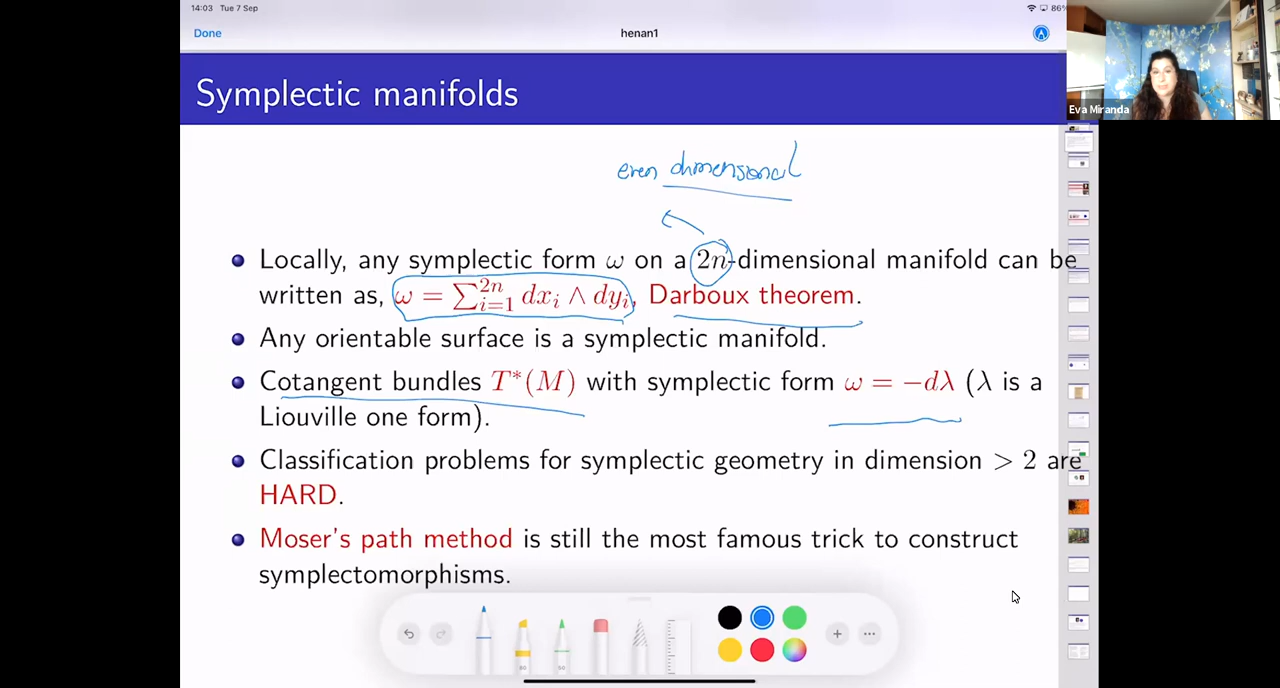 14:03 Tue 7 Sep
86%
Done
henan1
Eva Miranda
Symplectic manifolds
even dimensional
Locally, any symplectic form ω on a 2n-dimensional manifold can be
written as, ω = ∑_{i=1}^{2n} dx_i ∧ dy_i, Darboux theorem.
Any orientable surface is a symplectic manifold.
Cotangent bundles T*(M) with symplectic form ω = −dλ (λ is a
Liouville one form).
Classification problems for symplectic geometry in dimension > 2 are
HARD.
Moser's path method is still the most famous trick to construct
symplectomorphisms.